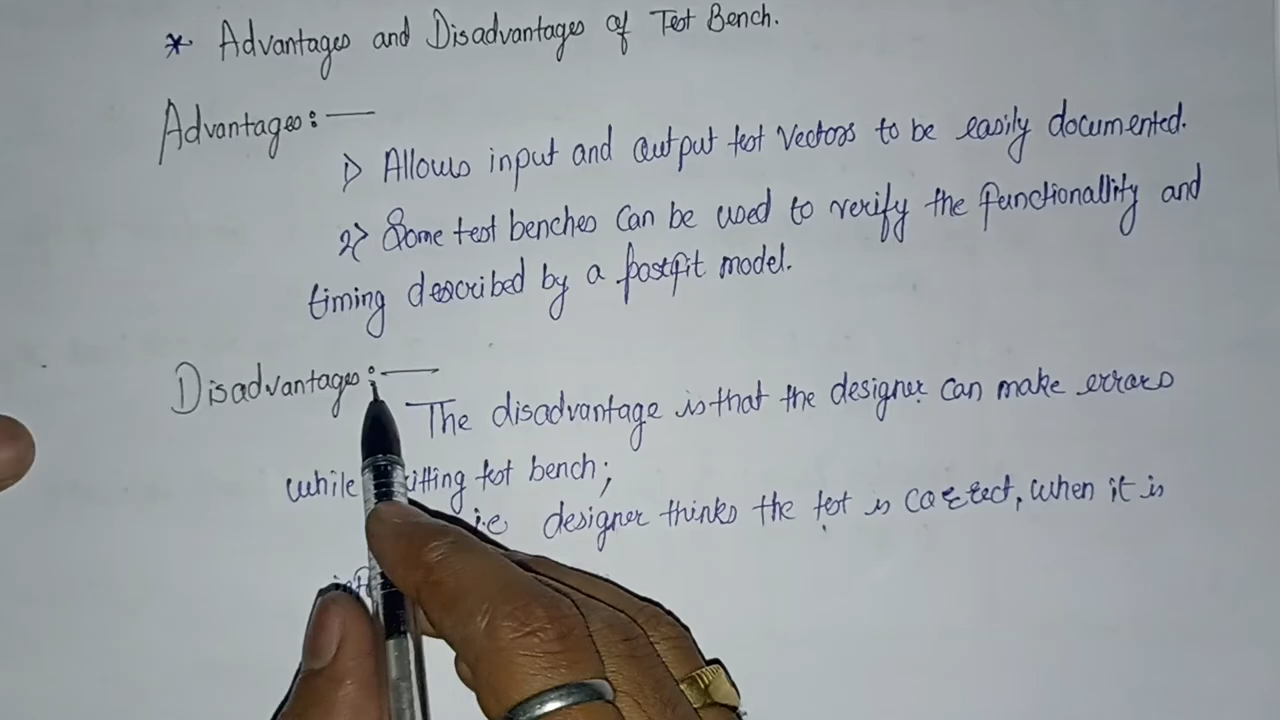 * Advantages and Disadvantages of Test Bench.
Advantages:—
1> Allows input and output test vectors to be easily documented.
2> Some test benches can be used to verify the functionallity and
timing described by a postfit model.
Disadvantages:—
The disadvantage is that the designer can make errors
while test bench;
i.e designer thinks the test is correct, when it is